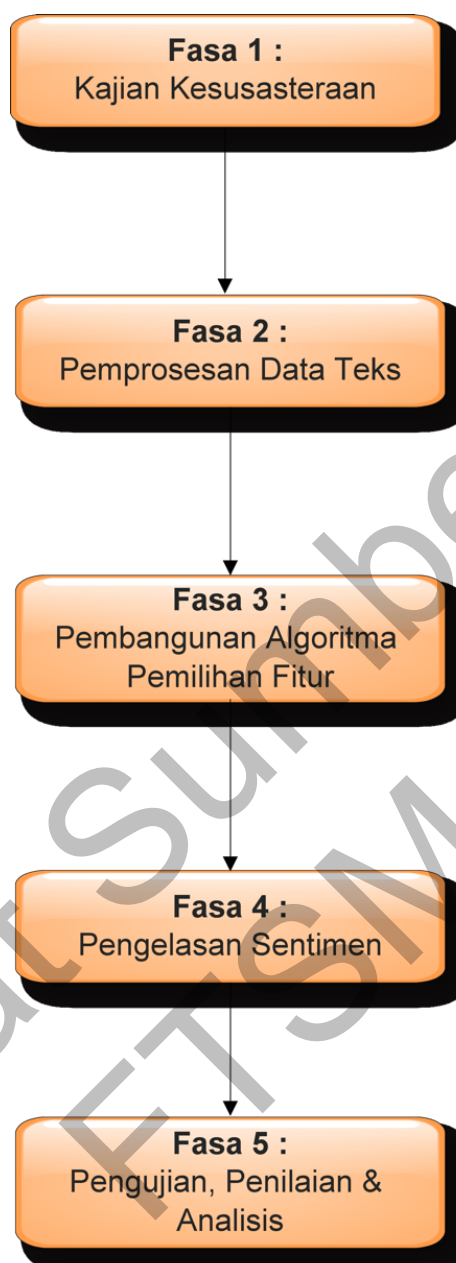 Fasa 1 :
Kajian Kesusasteraan
Fasa 2 :
Pemprosesan Data Teks
Fasa 3 :
Pembangunan Algoritma
Pemilihan Fitur
Fasa 4 :
Pengelasan Sentimen
Fasa 5 :
Pengujian, Penilaian &
Analisis
FTSM